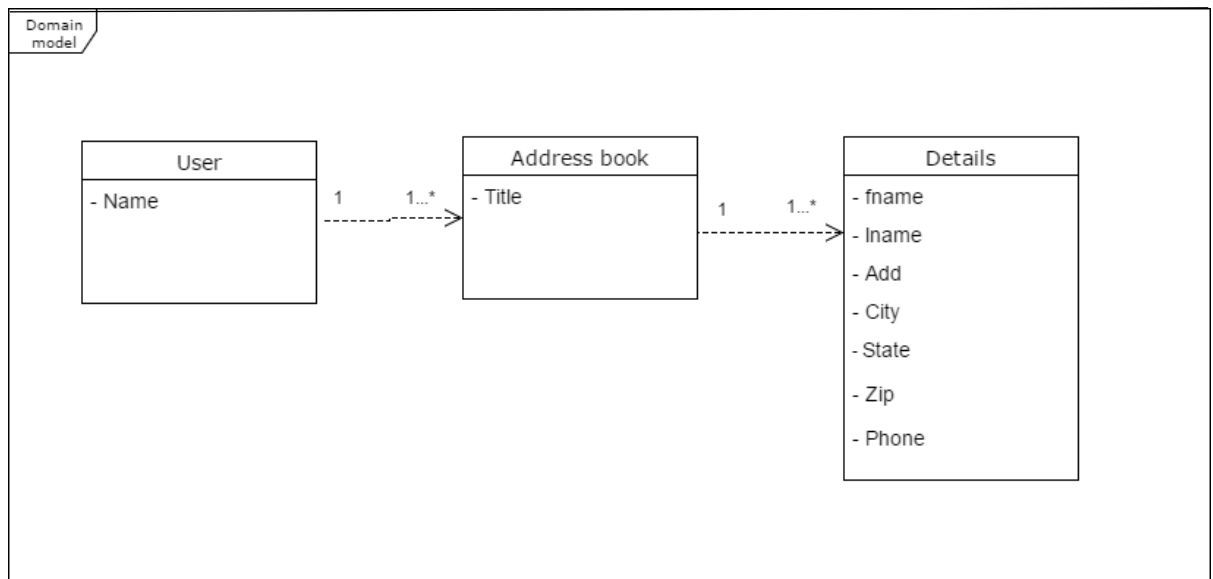 Domain
model
User
- Name
1
1...*
Address book
- Title
1
1...*
Details
- fname
- lname
- Add
- City
- State
- Zip
- Phone